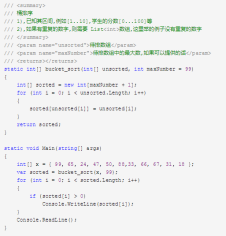 /// <summary>
/// 桶排序
/// 1),已知其区间,例如[1..10],学生的分数[0...100]等
/// 2),如果有重复的数字,则需要 List<int>数组,这里举的例子没有重复的数字
/// </summary>
/// <param name="unsorted">待排数组</param>
/// <param name="maxNumber">待排数组中的最大数,如果可以提供的话</param>
/// <returns></returns>
static int[] bucket_sort(int[] unsorted, int maxNumber = 99)
{
int[] sorted = new int[maxNumber + 1];
for (int i = 0; i < unsorted.Length; i++)
{
sorted[unsorted[i]] = unsorted[i];
}
return sorted;
}
static void Main(string[] args)
{
int[] x = { 99, 65, 24, 47, 50, 88,33, 66, 67, 31, 18 };
var sorted = bucket_sort(x, 99);
for (int i = 0; i < sorted.Length; i++)
{
if (sorted[i] > 0)
Console.WriteLine(sorted[i]);
}
Console.ReadLine();
}